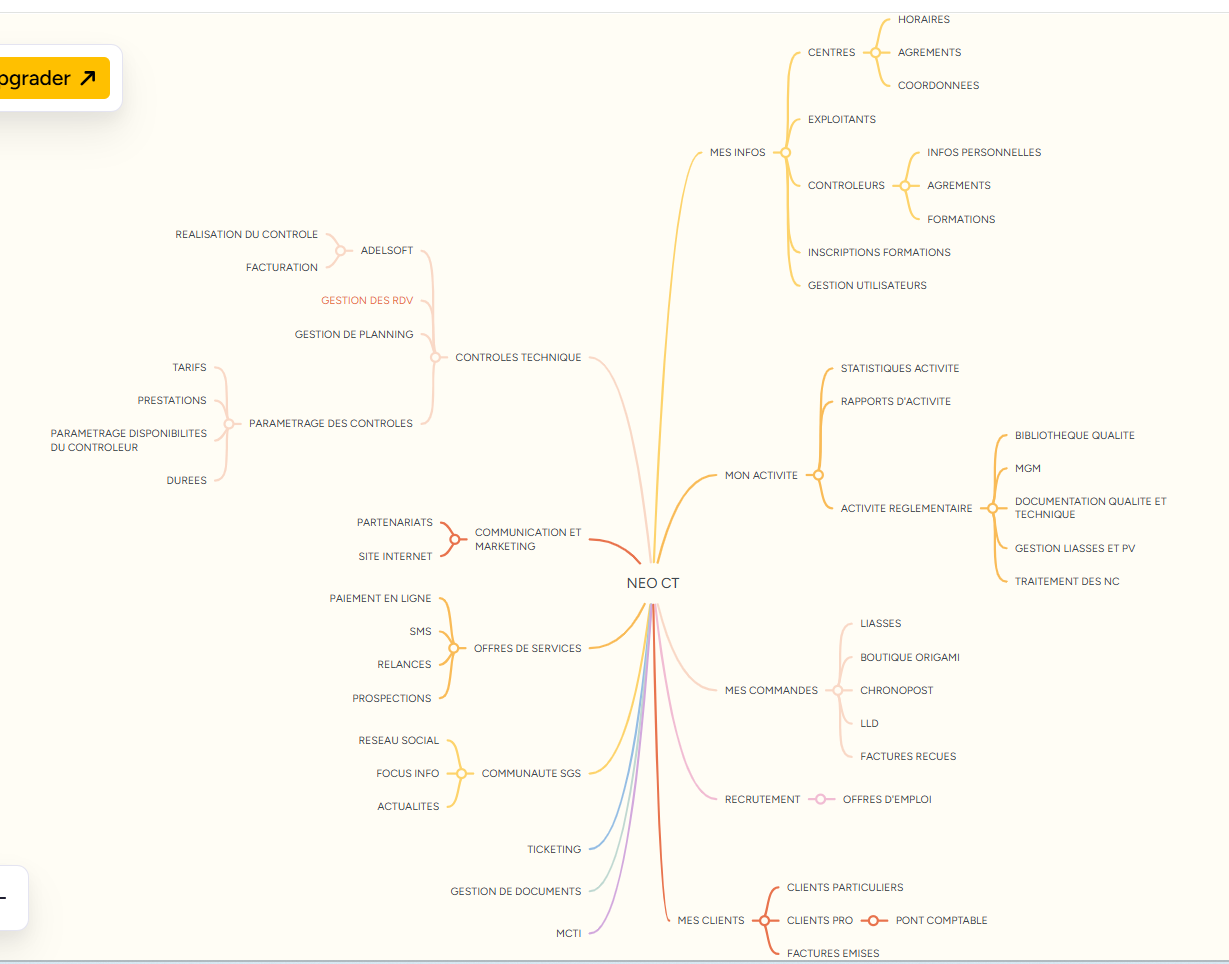 HORAIRES
CENTRES
AGREMENTS
COORDONNEES
EXPLOITANTS
MES INFOS
INFOS PERSONNELLES
CONTROLEURS
AGREMENTS
FORMATIONS
INSCRIPTIONS FORMATIONS
GESTION UTILISATEURS
pgrader
REALISATION DU CONTROLE
ADELSOFT
FACTURATION
GESTION DES RDV
GESTION DE PLANNING
CONTROLES TECHNIQUE
TARIFS
PRESTATIONS
PARAMETRAGE DES CONTROLES
PARAMETRAGE DISPONIBILITES
DU CONTROLEUR
DUREES
STATISTIQUES ACTIVITE
RAPPORTS D'ACTIVITE
MON ACTIVITE
ACTIVITE REGLEMENTAIRE
BIBLIOTHEQUE QUALITE
MGM
DOCUMENTATION QUALITE ET
TECHNIQUE
GESTION LIASSES ET PV
TRAITEMENT DES NC
PARTENARIATS
COMMUNICATION ET
MARKETING
SITE INTERNET
NEO CT
PAIEMENT EN LIGNE
SMS
OFFRES DE SERVICES
RELANCES
PROSPECTIONS
LIASSES
BOUTIQUE ORIGAMI
MES COMMANDES
CHRONOPOST
LLD
FACTURES RECUES
RESEAU SOCIAL
FOCUS INFO
COMMUNAUTE SGS
ACTUALITES
RECRUTEMENT
OFFRES D'EMPLOI
TICKETING
GESTION DE DOCUMENTS
MCTI
CLIENTS PARTICULIERS
MES CLIENTS
CLIENTS PRO
PONT COMPTABLE
FACTURES EMISES